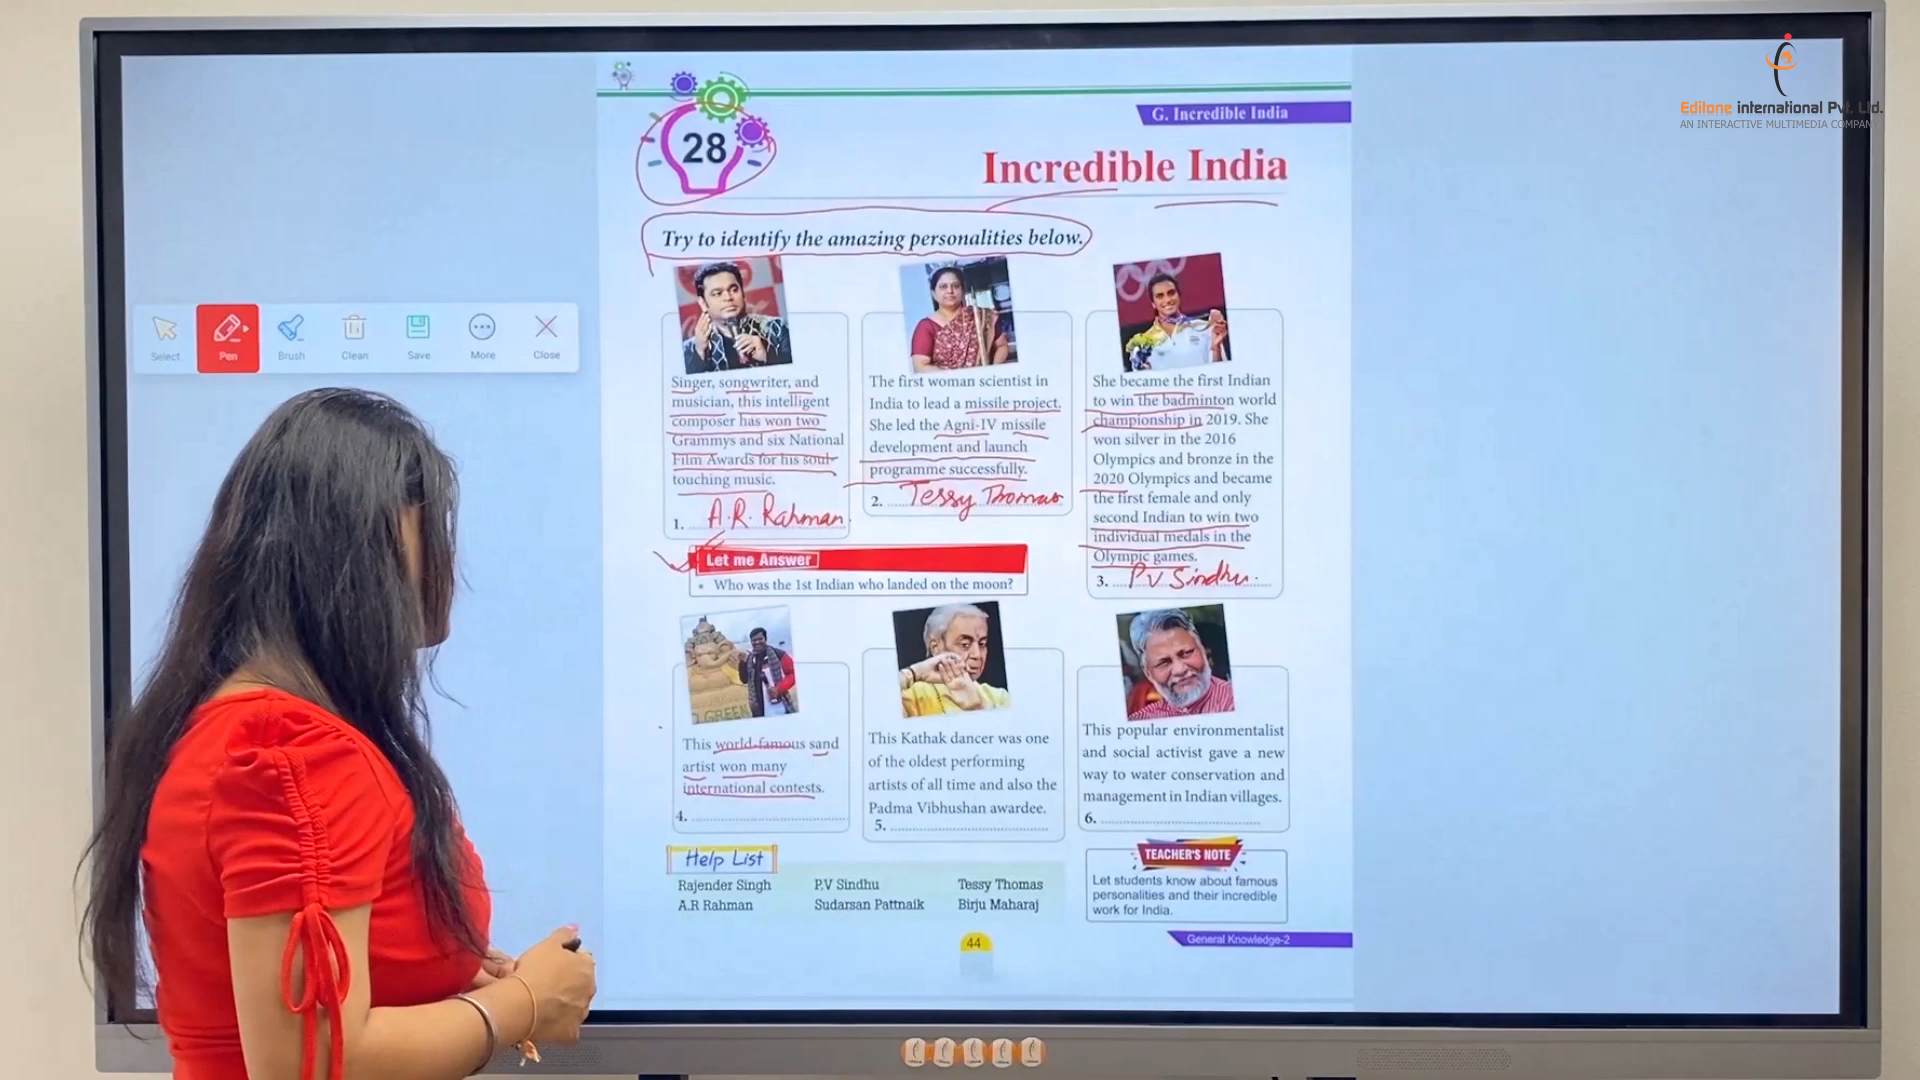 Editone international Pvt. Ltd.
AN INTERACTIVE MULTIMEDIA COMPAN
G. Incredible India
28
Incredible India
Try to identify the amazing personalities below.
Select
Pen
Brush
Clean
Save
More
Close
Singer, songwriter, and
musician, this intelligent
composer has won two
Grammys and six National
Film Awards for his soul-
touching music.
1. A.R. Rahman.
The first woman scientist in
India to lead a missile project.
She led the Agni-IV missile
development and launch
programme successfully.
2. Tessy Thomas
She became the first Indian
to win the badminton world
championship in 2019. She
won silver in the 2016
Olympics and bronze in the
2020 Olympics and became
the first female and only
second Indian to win two
individual medals in the
Olympic games.
3. P V Sindhu.
Let me Answer
• Who was the 1st Indian who landed on the moon?
GREEN
This world-famous sand
artist won many
international contests.
4.
This Kathak dancer was one
of the oldest performing
artists of all time and also the
Padma Vibhushan awardee.
5.
This popular environmentalist
and social activist gave a new
way to water conservation and
management in Indian villages.
6.
Help List
Rajender Singh P.V Sindhu Tessy Thomas
A.R Rahman Sudarsan Pattnaik Birju Maharaj
TEACHER'S NOTE
Let students know about famous
personalities and their incredible
work for India.
44
General Knowledge-2